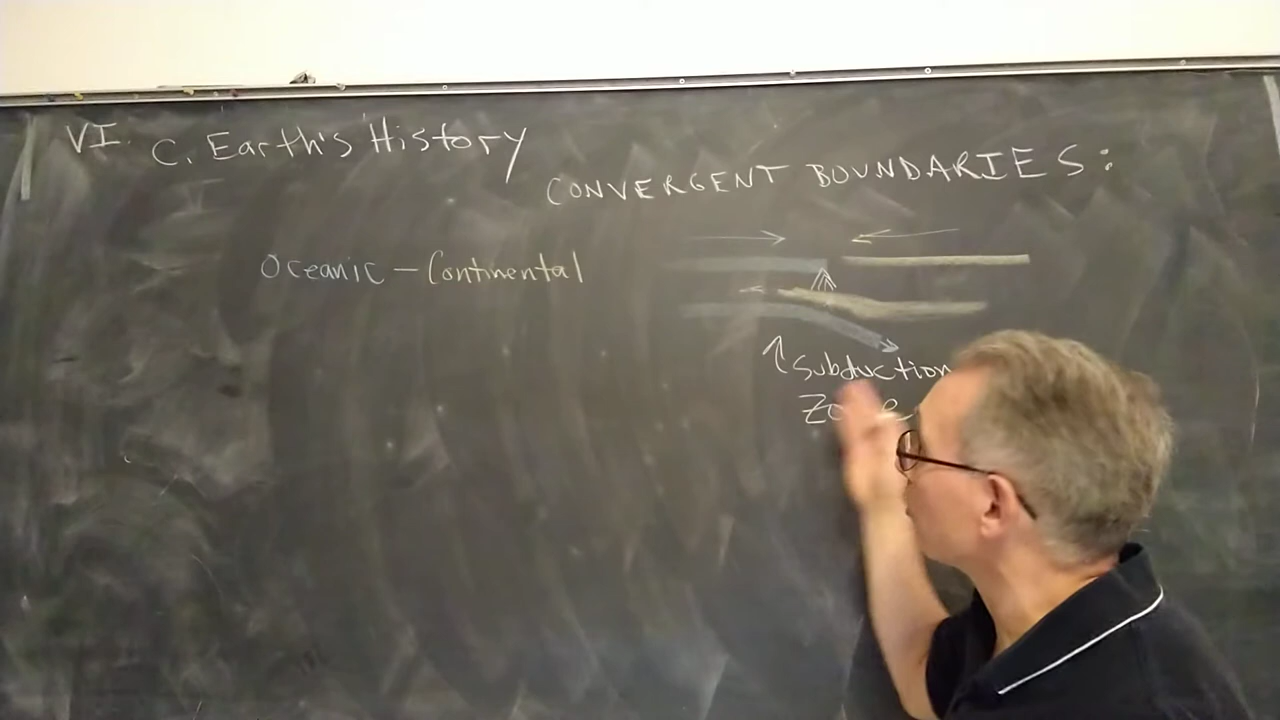 VI. C. Earth's History
CONVERGENT BOUNDARIES:
Oceanic – Continental
Subduction